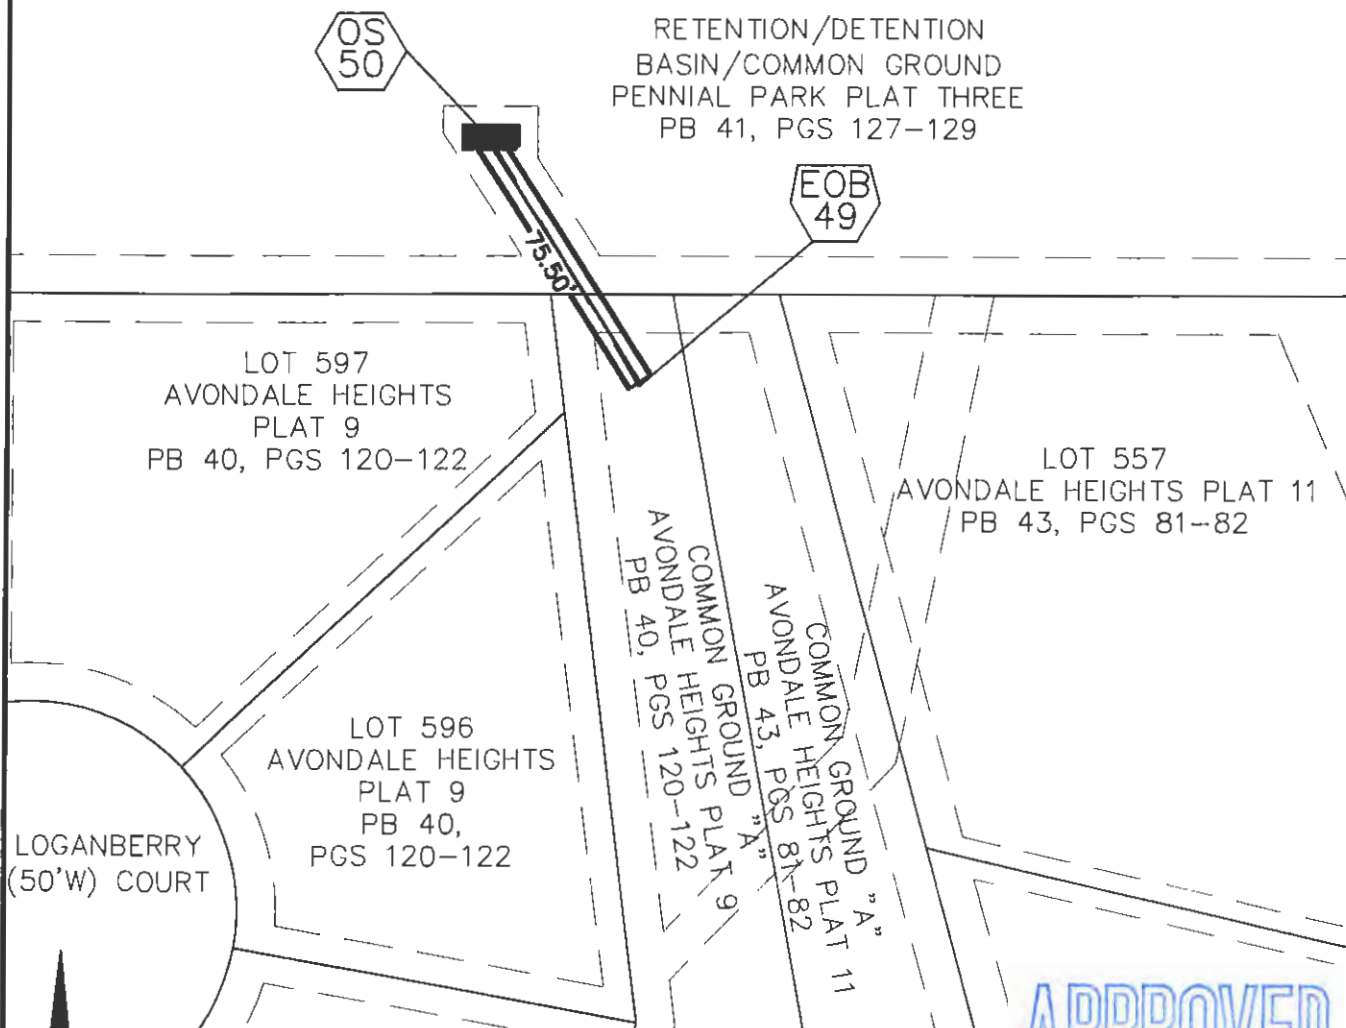 OS
50
RETENTION/DETENTION
BASIN/COMMON GROUND
PENNIAL PARK PLAT THREE
PB 41, PGS 127-129
EOB
49
75.50'
LOT 597
AVONDALE HEIGHTS
PLAT 9
PB 40, PGS 120-122
LOT 557
AVONDALE HEIGHTS PLAT 11
PB 43, PGS 81-82
COMMON GROUND "A"
AVONDALE HEIGHTS PLAT 9
PB 40, PGS 120-122
COMMON GROUND "A"
AVONDALE HEIGHTS PLAT 11
PB 43, PGS 81-82
LOT 596
AVONDALE HEIGHTS
PLAT 9
PB 40,
PGS 120-122
LOGANBERRY
(50'W) COURT
APPROVED